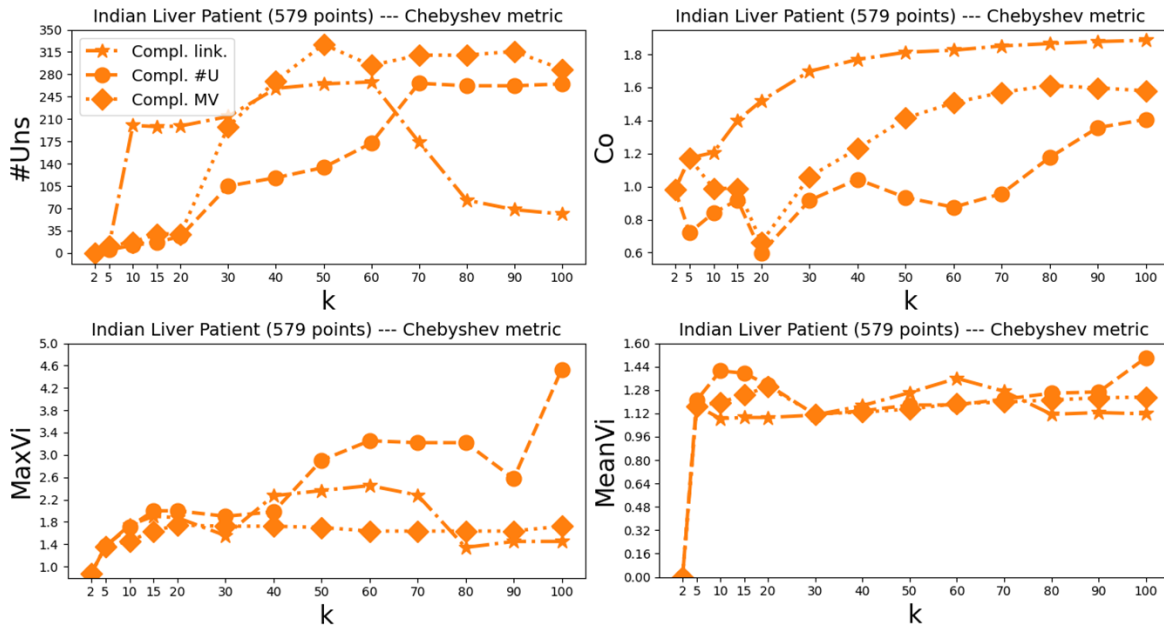 Indian Liver Patient (579 points) --- Chebyshev metric
350
315
280
245
210
175
140
105
70
35
0
#Uns
Compl. link.
Compl. #U
Compl. MV
2 5 10 15 20 30 40 50 60 70 80 90 100
k
Indian Liver Patient (579 points) --- Chebyshev metric
1.8
1.6
1.4
1.2
1.0
0.8
0.6
Co
2 5 10 15 20 30 40 50 60 70 80 90 100
k
Indian Liver Patient (579 points) --- Chebyshev metric
5.0
4.6
4.2
3.8
3.4
3.0
2.6
2.2
1.8
1.4
1.0
MaxVi
2 5 10 15 20 30 40 50 60 70 80 90 100
k
Indian Liver Patient (579 points) --- Chebyshev metric
1.60
1.44
1.28
1.12
0.96
0.80
0.64
0.48
0.32
0.16
0.00
MeanVi
2 5 10 15 20 30 40 50 60 70 80 90 100
k